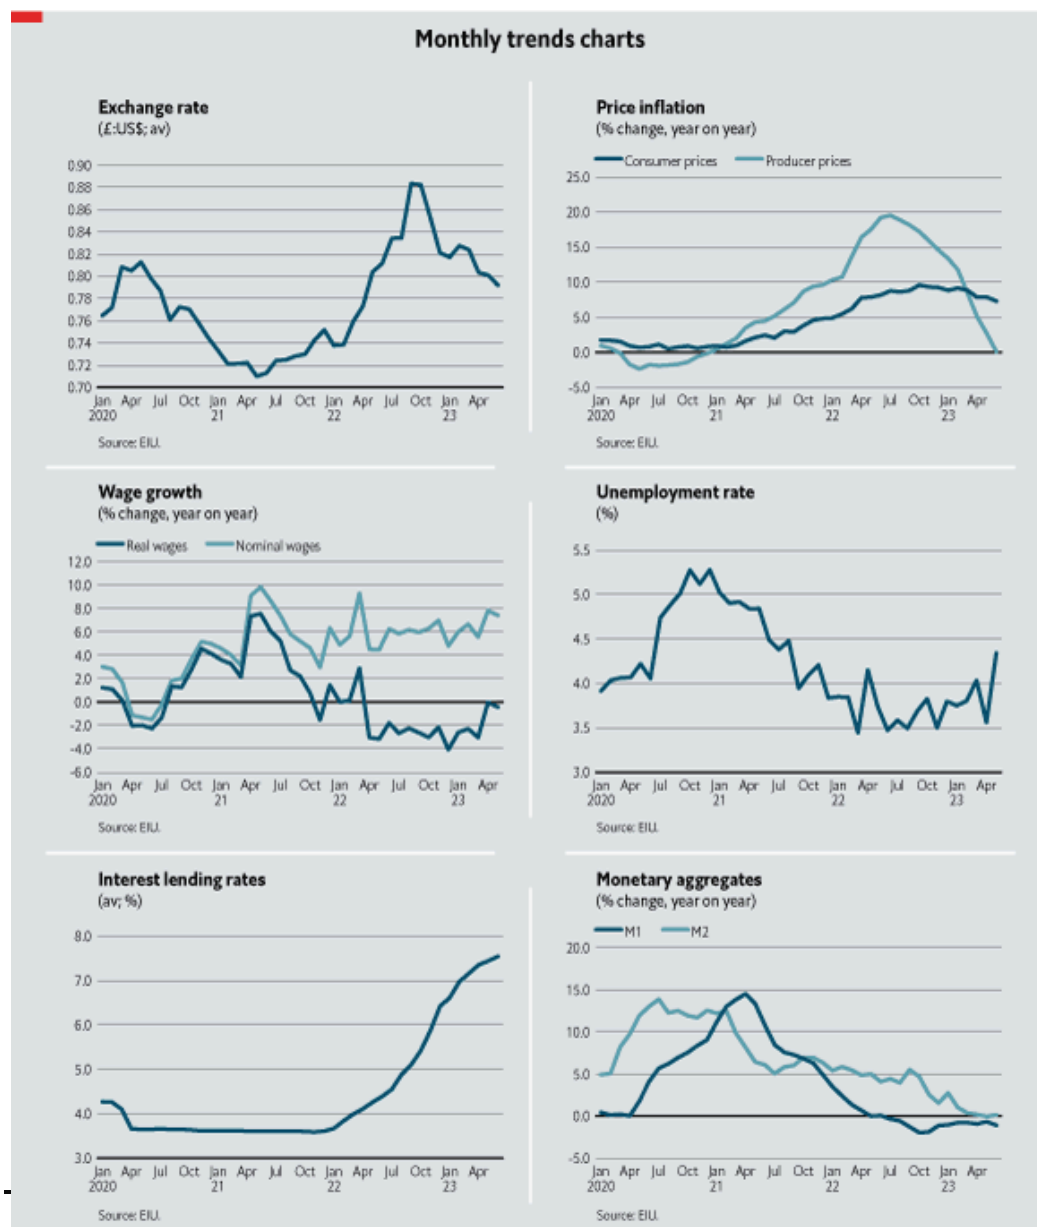 Monthly trends charts
Exchange rate
(£:US$; av)
0.90
0.88
0.86
0.84
0.82
0.80
0.78
0.76
0.74
0.72
0.70
Jan Apr Jul Oct Jan Apr Jul Oct Jan Apr Jul Oct Jan Apr
2020 21 22 23
Source: EIU.
Price inflation
(% change, year on year)
Consumer prices Producer prices
25.0
20.0
15.0
10.0
5.0
0.0
-5.0
Jan Apr Jul Oct Jan Apr Jul Oct Jan Apr Jul Oct Jan Apr
2020 21 22 23
Source: EIU.
Wage growth
(% change, year on year)
Real wages Nominal wages
12.0
10.0
8.0
6.0
4.0
2.0
0.0
-2.0
-4.0
-6.0
Jan Apr Jul Oct Jan Apr Jul Oct Jan Apr Jul Oct Jan Apr
2020 21 22 23
Source: EIU.
Unemployment rate
(%)
5.5
5.0
4.5
4.0
3.5
3.0
Jan Apr Jul Oct Jan Apr Jul Oct Jan Apr Jul Oct Jan Apr
2020 21 22 23
Source: EIU.
Interest lending rates
(av; %)
8.0
7.0
6.0
5.0
4.0
3.0
Jan Apr Jul Oct Jan Apr Jul Oct Jan Apr Jul Oct Jan Apr
2020 21 22 23
Source: EIU.
Monetary aggregates
(% change, year on year)
M1 M2
20.0
15.0
10.0
5.0
0.0
-5.0
Jan Apr Jul Oct Jan Apr Jul Oct Jan Apr Jul Oct Jan Apr
2020 21 22 23
Source: EIU.